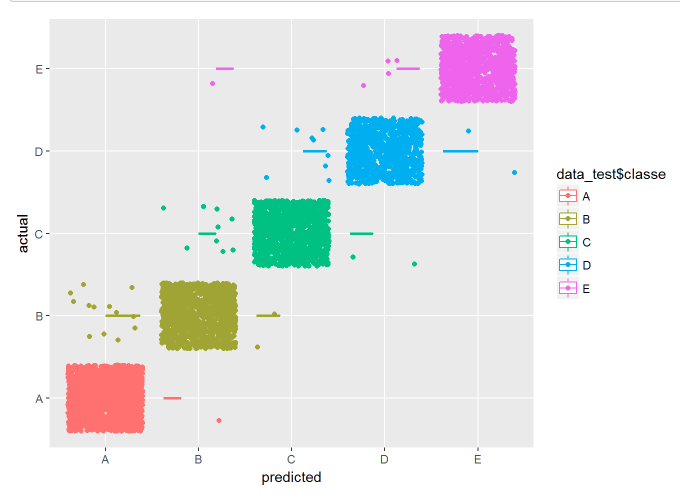 E
D
C
B
A
actual
A B C D E
predicted
data_test$classe
A
B
C
D
E